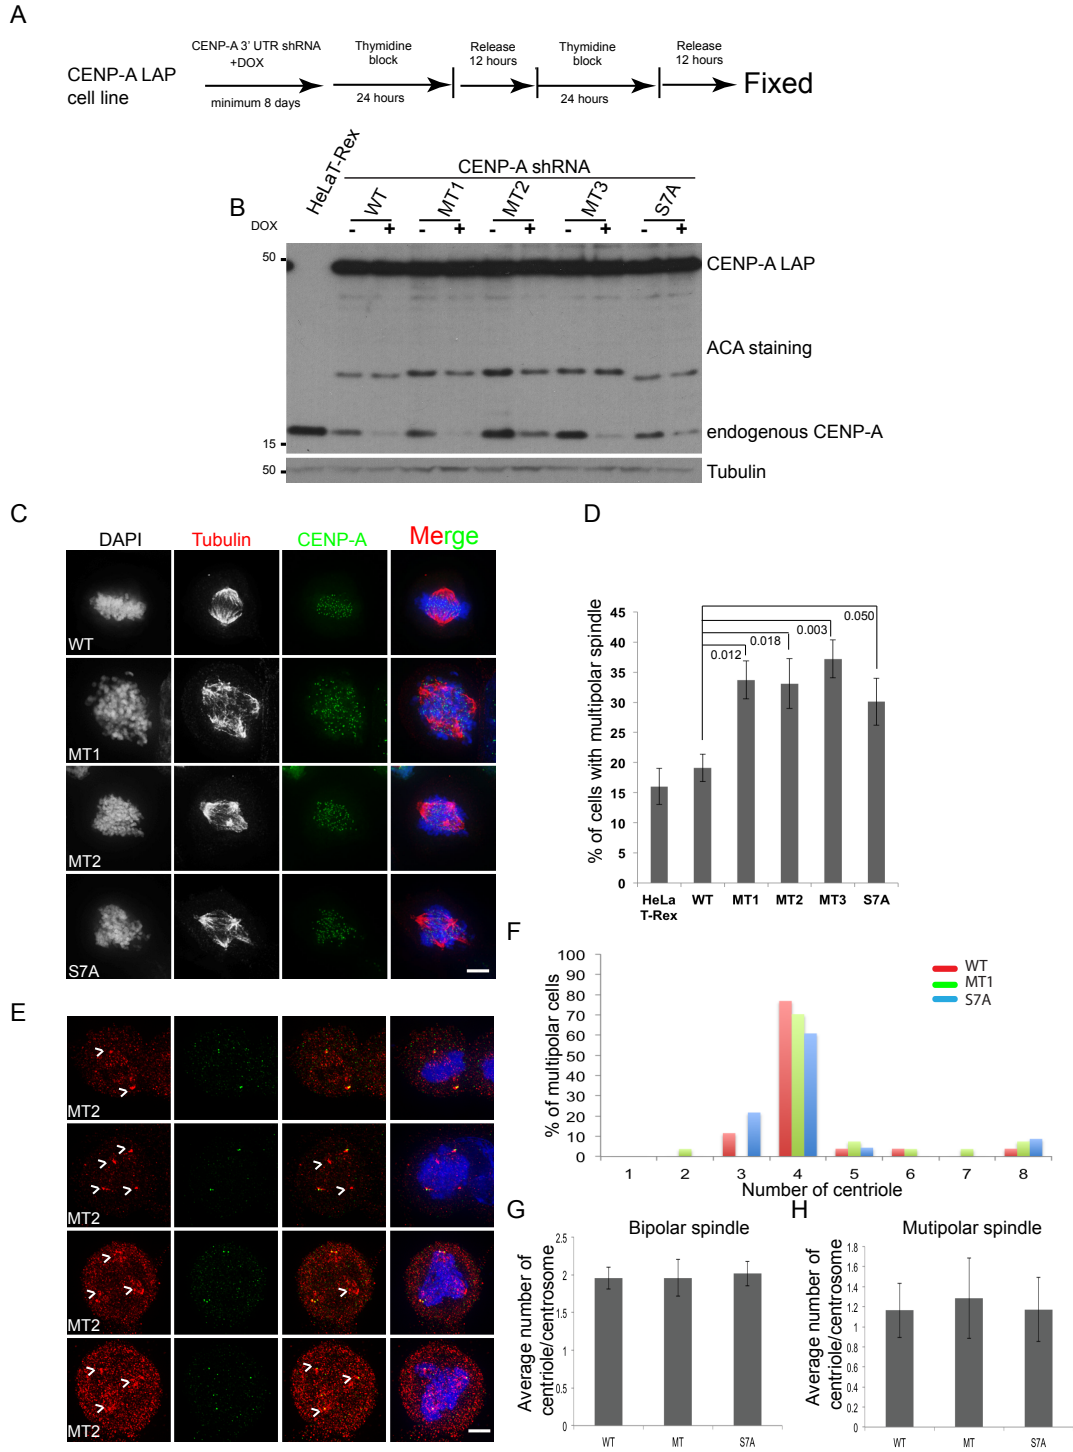 A
CENP-A LAP
cell line
CENP-A 3' UTR shRNA
+DOX
minimum 8 days
Thymidine
block
24 hours
Release
12 hours
Thymidine
block
24 hours
Release
12 hours
Fixed
B
HeLaT-Rex
CENP-A shRNA
WT MT1 MT2 MT3 S7A
DOX - + - + - + - + - +
50
CENP-A LAP
ACA staining
endogenous CENP-A
15
50
Tubulin
C
DAPI Tubulin CENP-A Merge
WT
MT1
MT2
S7A
D
% of cells with multipolar spindle
45
40
35
30
25
20
15
10
5
0
0.050
0.003
0.018
0.012
HeLa
T-Rex
WT MT1 MT2 MT3 S7A
E
MT2
MT2
MT2
MT2
F
% of multipolar cells
100
90
80
70
60
50
40
30
20
10
0
WT
MT1
S7A
1 2 3 4 5 6 7 8
Number of centriole
G
Bipolar spindle
Average number of
centriole/centrosome
2.5
2
1.5
1
0.5
0
WT MT S7A
H
Mutipolar spindle
Average number of
centriole/centrosome
1.8
1.6
1.4
1.2
1
0.8
0.6
0.4
0.2
0
WT MT S7A